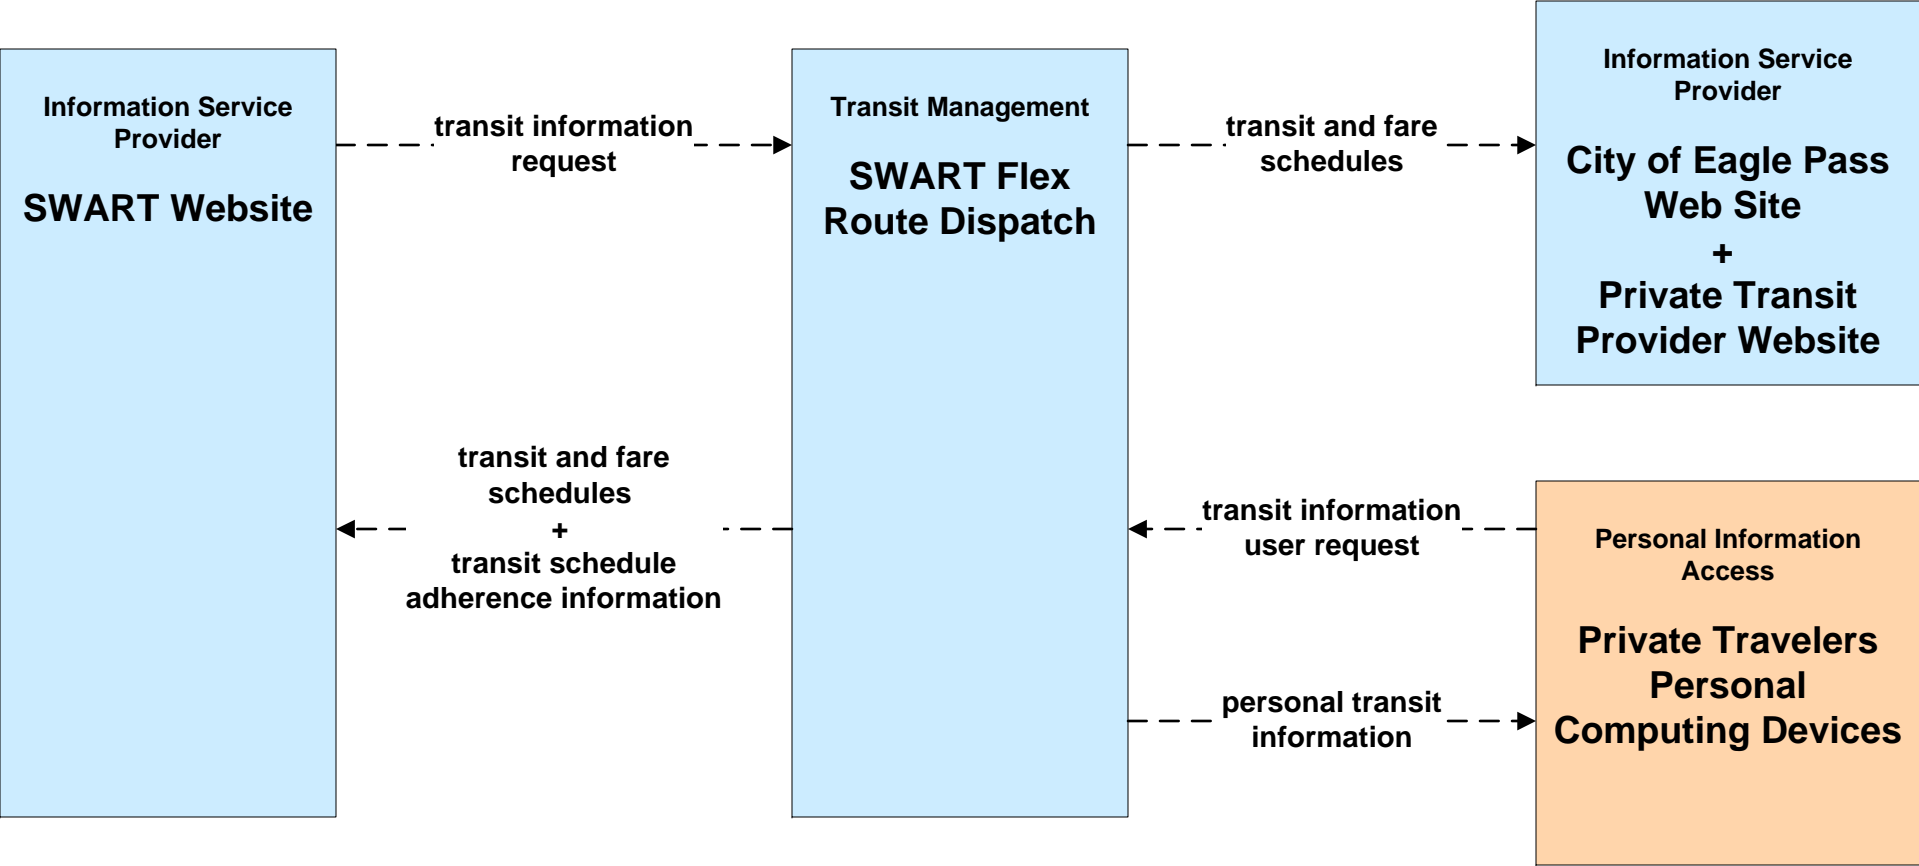 Information Service
Provider
SWART Website
transit information
request
transit and fare
schedules
+
transit schedule
adherence information
Transit Management
SWART Flex
Route Dispatch
transit and fare
schedules
transit information
user request
personal transit
information
Information Service
Provider
City of Eagle Pass
Web Site
+
Private Transit
Provider Website
Personal Information
Access
Private Travelers
Personal
Computing Devices